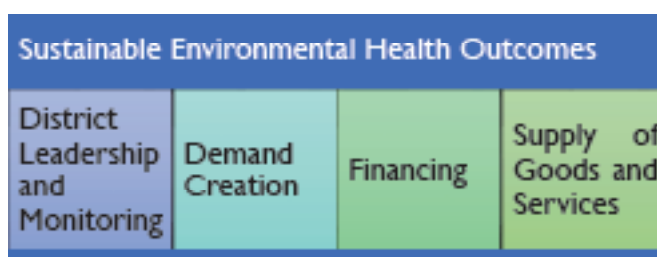 Sustainable Environmental Health Outcomes
District
Leadership
and
Monitoring
Demand
Creation
Financing
Supply of
Goods and
Services